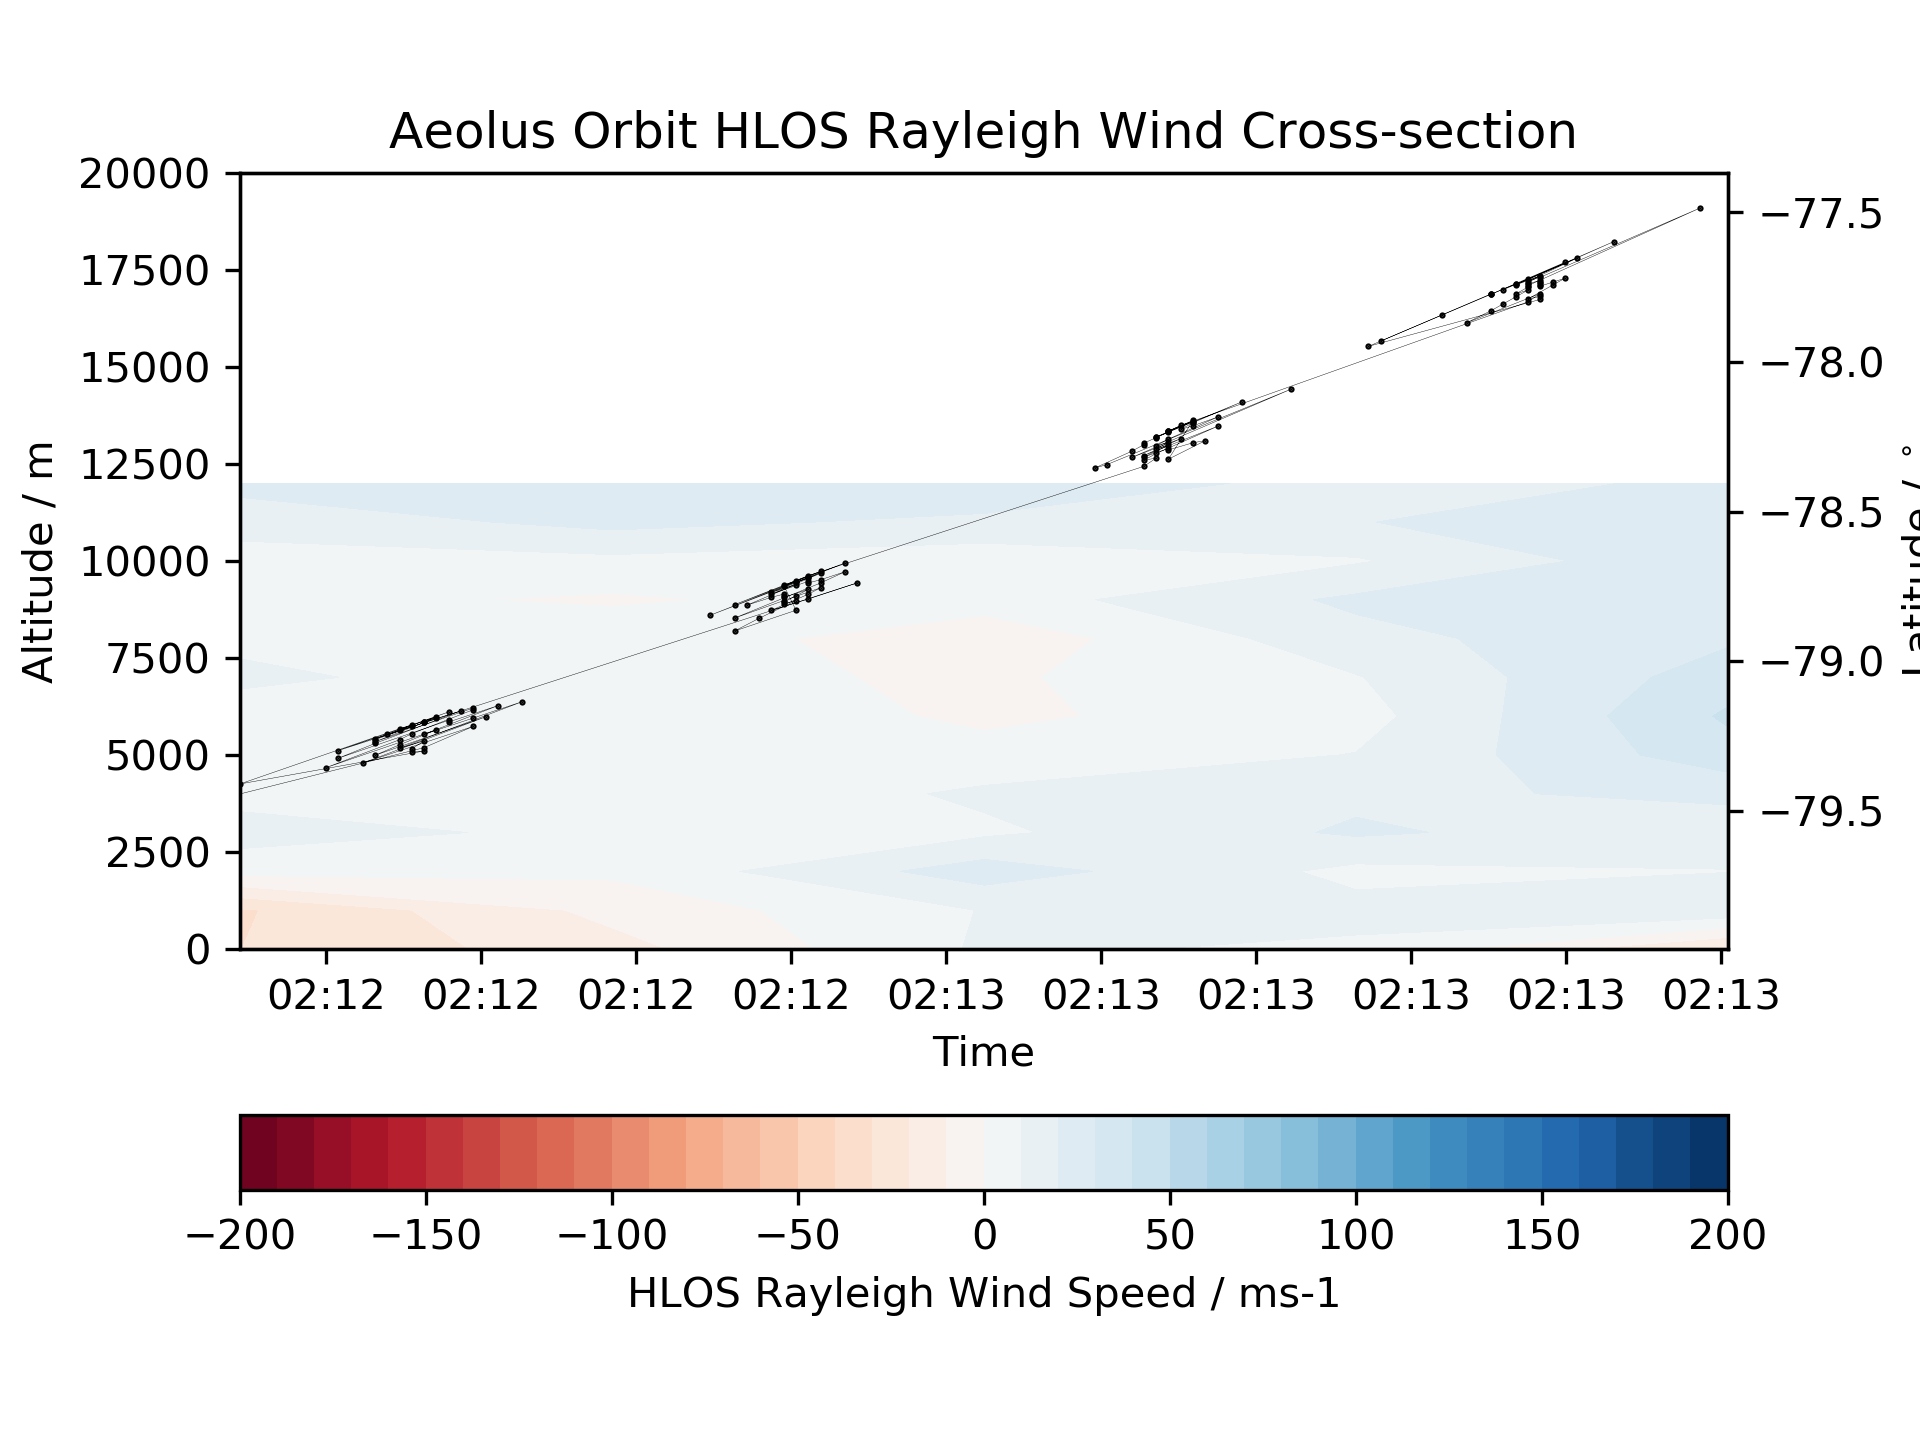 Aeolus Orbit HLOS Rayleigh Wind Cross-section
20000
17500
15000
12500
10000
7500
5000
2500
0
Altitude / m
−77.5
−78.0
−78.5
−79.0
−79.5
02:12 02:12 02:12 02:12 02:13 02:13 02:13 02:13 02:13 02:13
Time
−200 −150 −100 −50 0 50 100 150 200
HLOS Rayleigh Wind Speed / ms-1